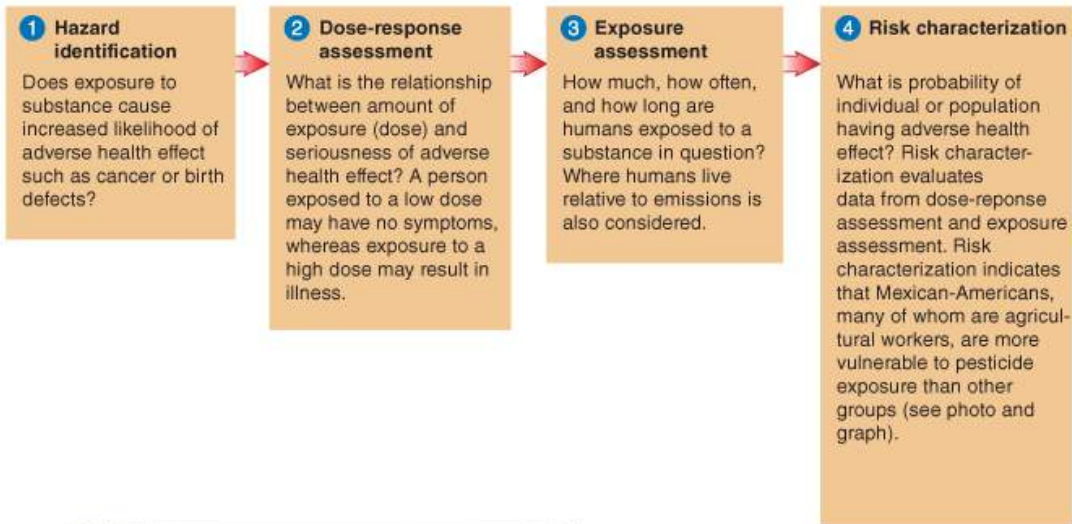 1 Hazard
identification
Does exposure to
substance cause
increased likelihood of
adverse health effect
such as cancer or birth
defects?
2 Dose-response
assessment
What is the relationship
between amount of
exposure (dose) and
seriousness of adverse
health effect? A person
exposed to a low dose
may have no symptoms,
whereas exposure to a
high dose may result in
illness.
3 Exposure
assessment
How much, how often,
and how long are
humans exposed to a
substance in question?
Where humans live
relative to emissions is
also considered.
4 Risk characterization
What is probability of
individual or population
having adverse health
effect? Risk character-
ization evaluates
data from dose-reponse
assessment and exposure
assessment. Risk
characterization indicates
that Mexican-Americans,
many of whom are agricul-
tural workers, are more
vulnerable to pesticide
exposure than other
groups (see photo and
graph).